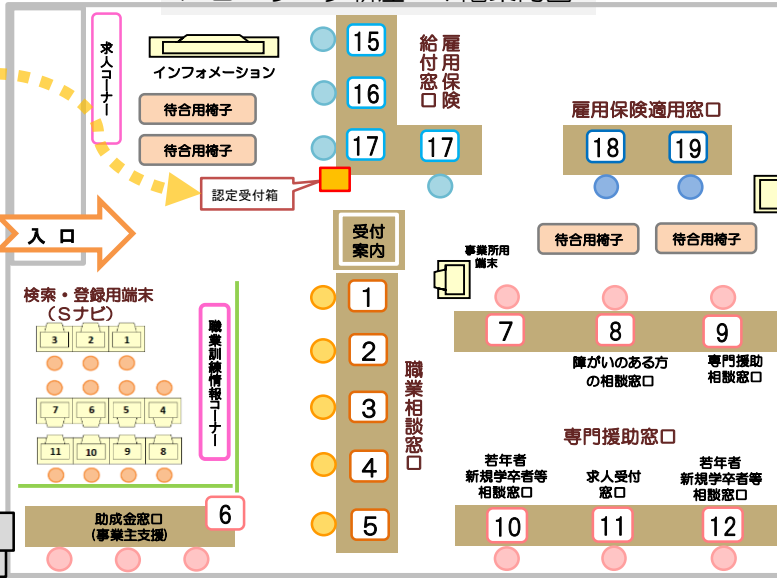 求人コーナー
インフォメーション
待合用椅子
待合用椅子
認定受付箱
入口
15
16
17
17
雇用保険
給付窓口
雇用保険適用窓口
18
19
待合用椅子
待合用椅子
受付
案内
事業所用
端末
1
2
3
4
5
職業相談窓口
7
8
9
障がいのある方
の相談窓口
専門援助
相談窓口
検索・登録用端末
(Sナビ)
3
2
1
7
6
5
4
11
10
9
8
職業訓練情報コーナー
助成金窓口
(事業主支援)
6
専門援助窓口
若年者
新規学卒者等
相談窓口
求人受付
窓口
若年者
新規学卒者等
相談窓口
10
11
12